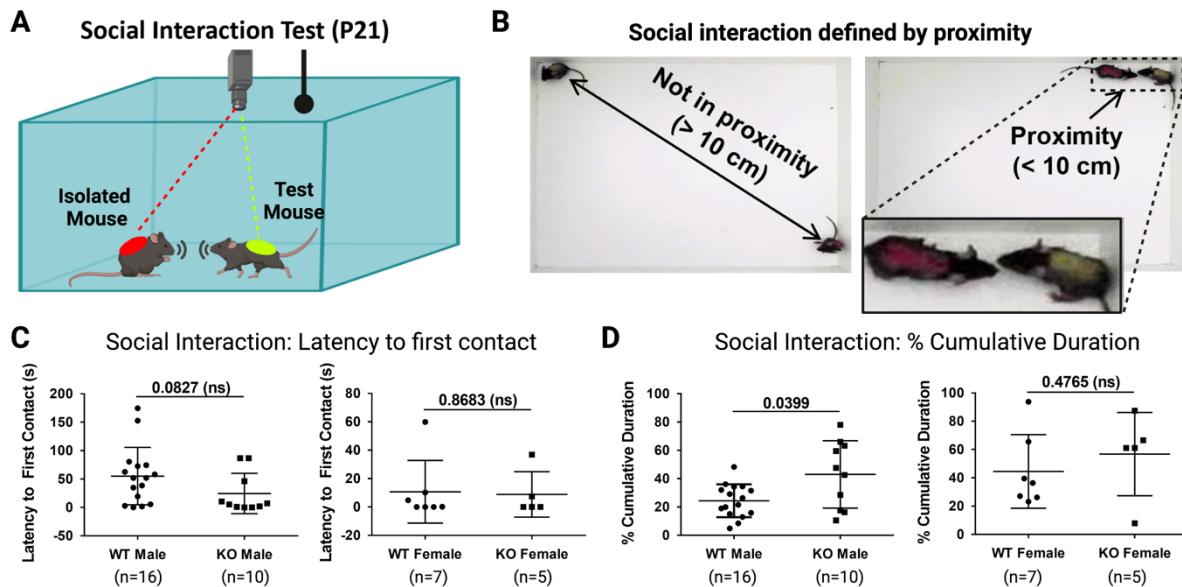 A
Social Interaction Test (P21)
Isolated
Mouse
Test
Mouse
B
Social interaction defined by proximity
Not in proximity
(> 10 cm)
Proximity
(< 10 cm)
C
Social Interaction: Latency to first contact
Latency to First Contact (s)
200
150
100
50
0
-50
0.0827 (ns)
WT Male
KO Male
(n=16)
(n=10)
Latency to First Contact (s)
80
60
40
20
0
-20
0.8683 (ns)
WT Female
KO Female
(n=7)
(n=5)
D
Social Interaction: % Cumulative Duration
% Cumulative Duration
100
80
60
40
20
0
0.0399
WT Male
KO Male
(n=16)
(n=10)
% Cumulative Duration
100
80
60
40
20
0
0.4765 (ns)
WT Female
KO Female
(n=7)
(n=5)